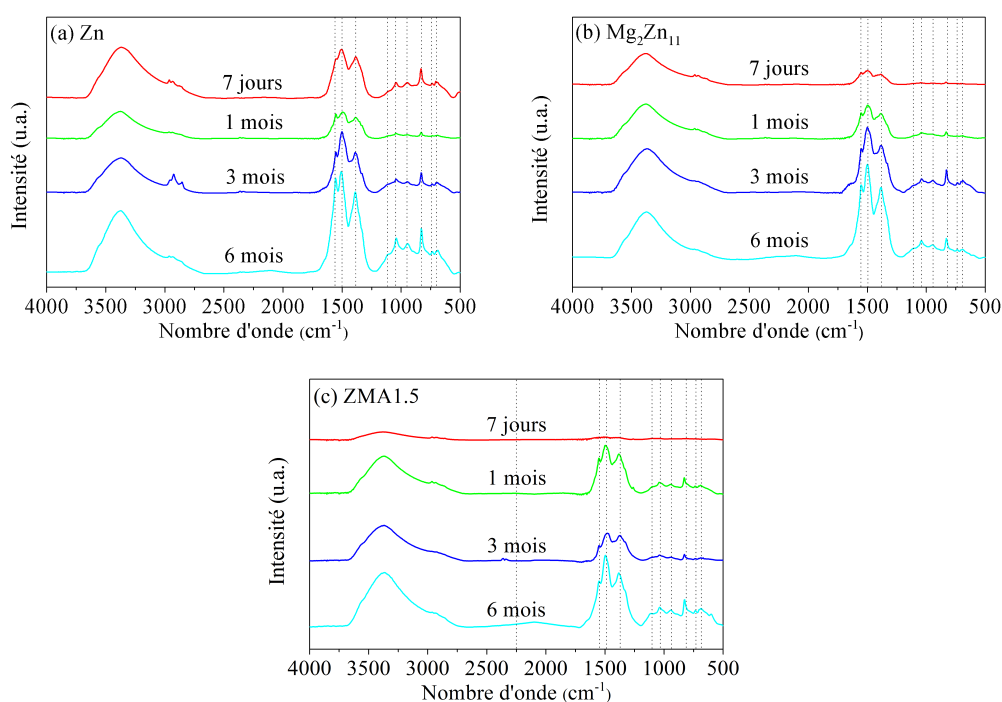 (a) Zn
7 jours
1 mois
3 mois
6 mois
Intensité (u.a.)
4000 3500 3000 2500 2000 1500 1000 500
Nombre d'onde (cm-1)
(b) Mg2Zn11
7 jours
1 mois
3 mois
6 mois
Intensité (u.a.)
4000 3500 3000 2500 2000 1500 1000 500
Nombre d'onde (cm-1)
(c) ZMA1.5
7 jours
1 mois
3 mois
6 mois
Intensité (u.a.)
4000 3500 3000 2500 2000 1500 1000 500
Nombre d'onde (cm-1)